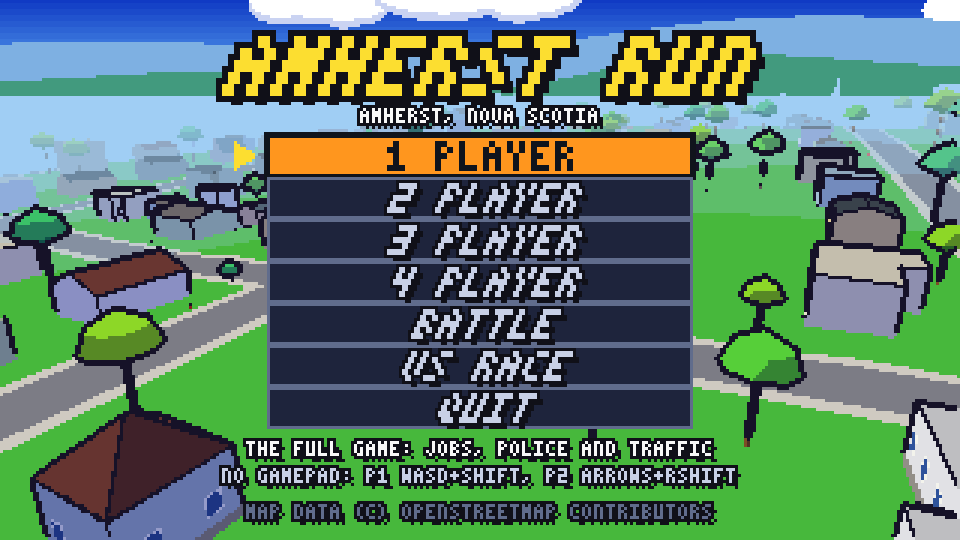 AMHERST RUN
AMHERST, NOVA SCOTIA
1 PLAYER
2 PLAYER
3 PLAYER
4 PLAYER
BATTLE
VS RACE
QUIT
THE FULL GAME: JOBS, POLICE AND TRAFFIC
NO GAMEPAD: P1 WASD+SHIFT, P2 ARROWS+RSHIFT
MAP DATA (C) OPENSTREETMAP CONTRIBUTORS